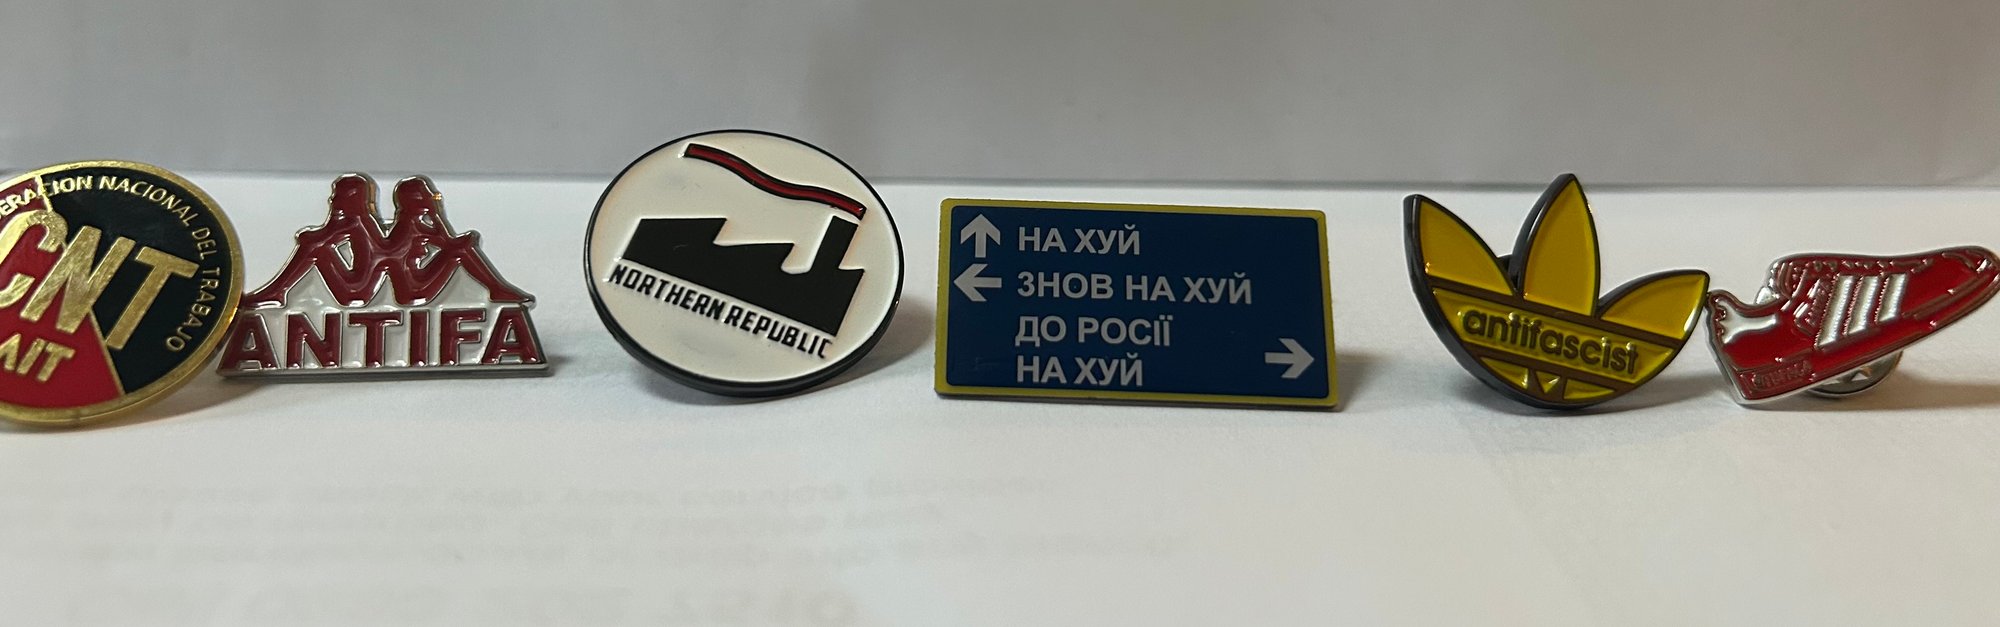 ERACION NACIONAL DEL TRABAJO
CNT
AIT
ANTIFA
NORTHERN REPUBLIC
НА ХУЙ
ЗНОВ НА ХУЙ
ДО РОСІЇ
НА ХУЙ
antifascist